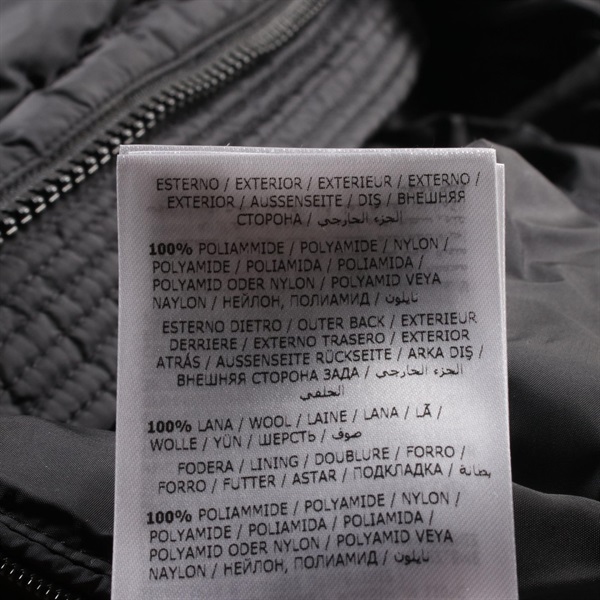 ESTERNO / EXTERIOR / EXTERIEUR / EXTERNO /
EXTERIOR / AUSSENSEITE / DIŞ / ВНЕШНЯЯ
СТОРОНА / الجزء الخارجي
100% POLIAMMIDE / POLYAMIDE / NYLON /
POLYAMIDE / POLIAMIDA / POLIAMIDA /
POLYAMID ODER NYLON / POLYAMID VEYA
NAYLON / НЕЙЛОН, ПОЛИАМИД / نايلون
ESTERNO DIETRO / OUTER BACK / EXTERIEUR
DERRIERE / EXTERNO TRASERO / EXTERIOR
ATRÁS / AUSSENSEITE RÜCKSEITE / ARKA DIŞ /
ВНЕШНЯЯ СТОРОНА ЗАДА / الجزء الخارجي
الخلفي
100% LANA / WOOL / LAINE / LANA / LÃ /
WOLLE / YÜN / ШЕРСТЬ / صوف
FODERA / LINING / DOUBLURE / FORRO /
FORRO / FUTTER / ASTAR / ПОДКЛАДКА / بطانة
100% POLIAMMIDE / POLYAMIDE / NYLON /
POLYAMIDE / POLIAMIDA / POLIAMIDA /
POLYAMID ODER NYLON / POLYAMID VEYA
NAYLON / НЕЙЛОН, ПОЛИАМИД / نايلون